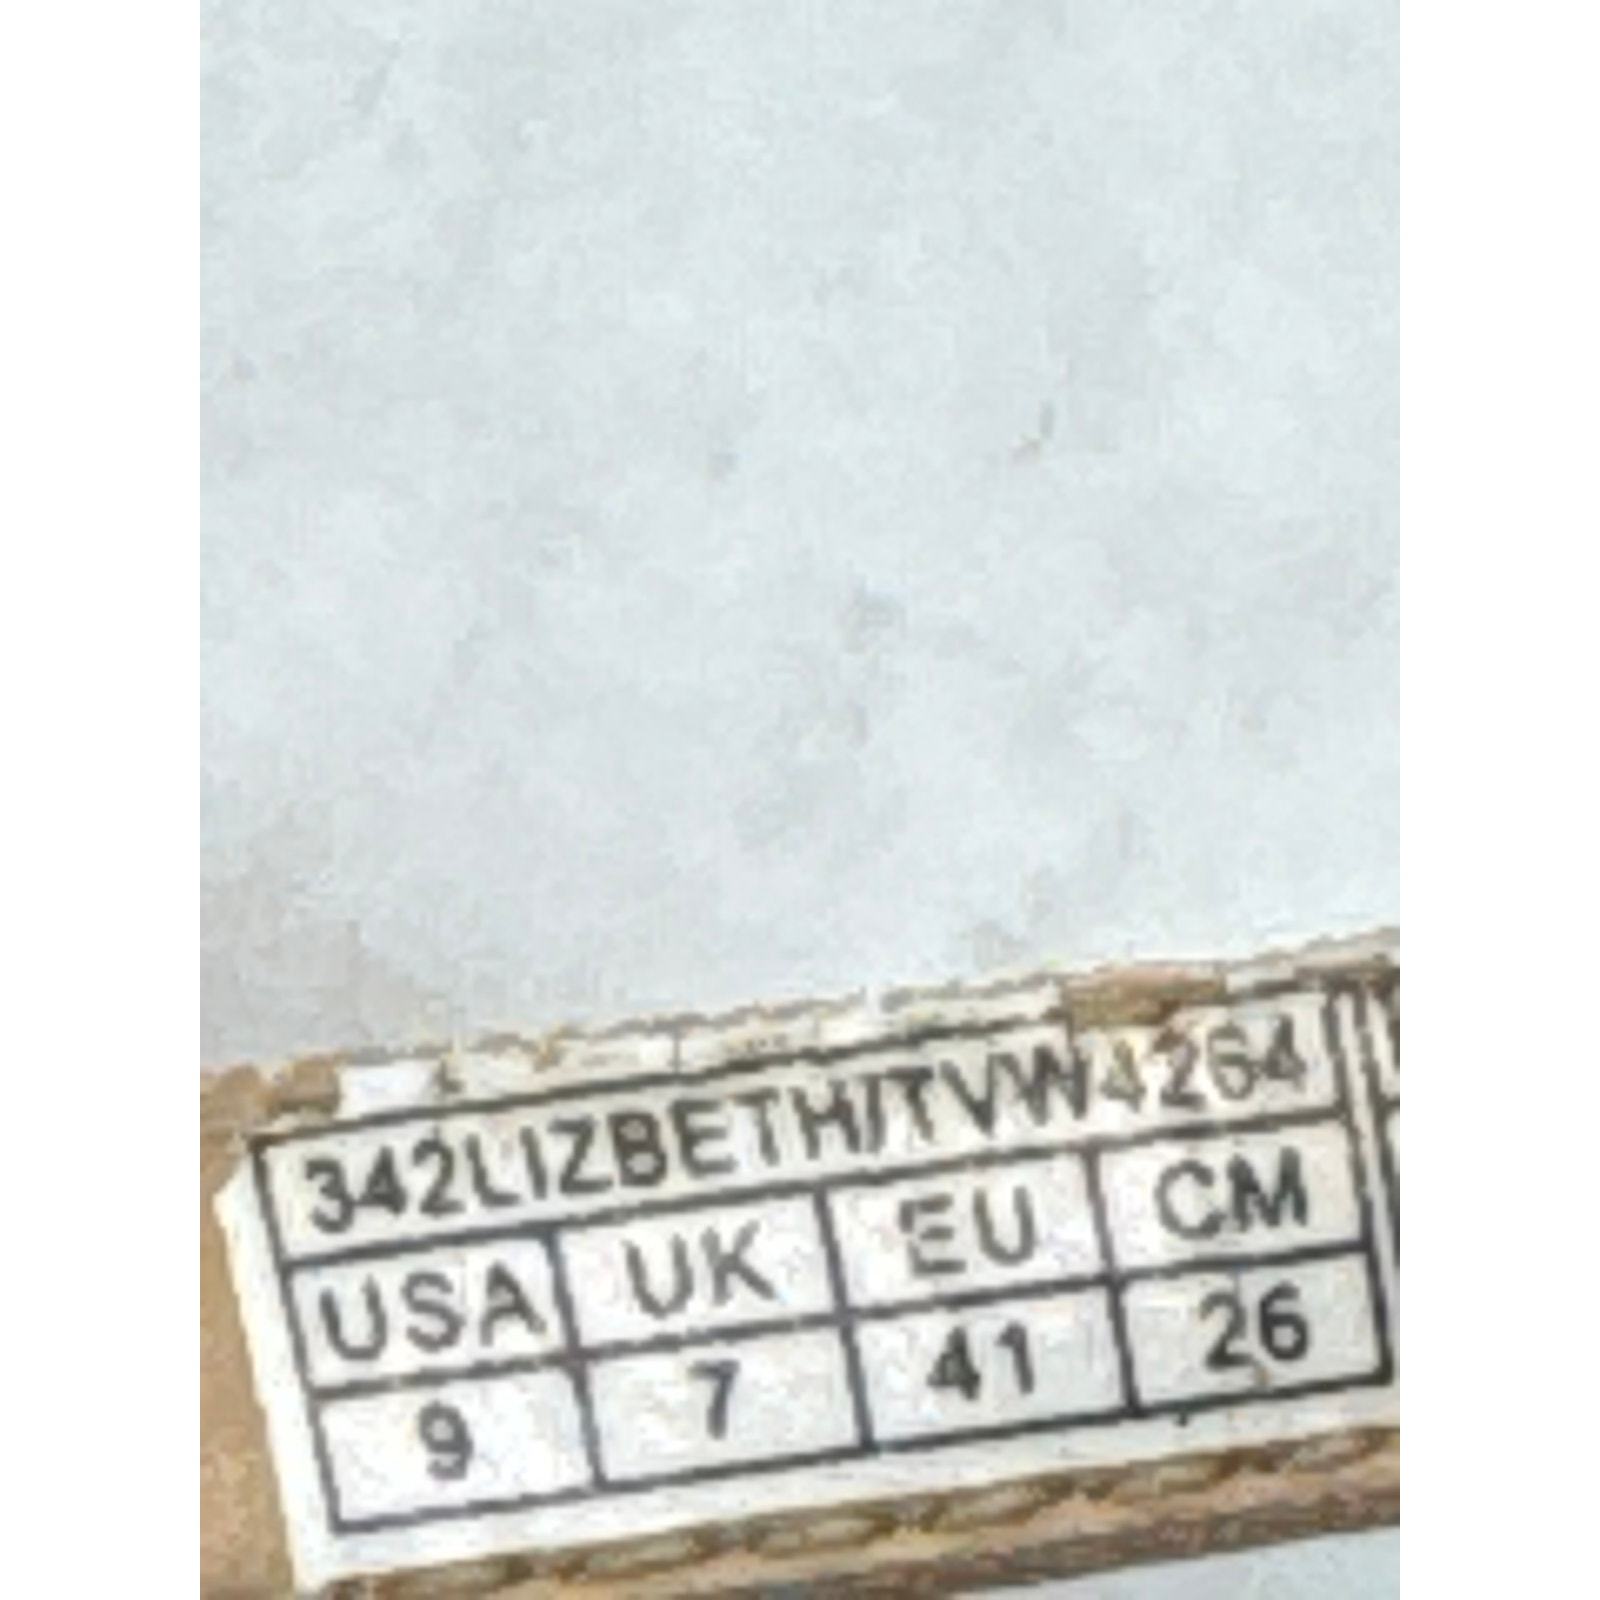 342LIZBETH/TVW4264
USA UK EU CM
9 7 41 26